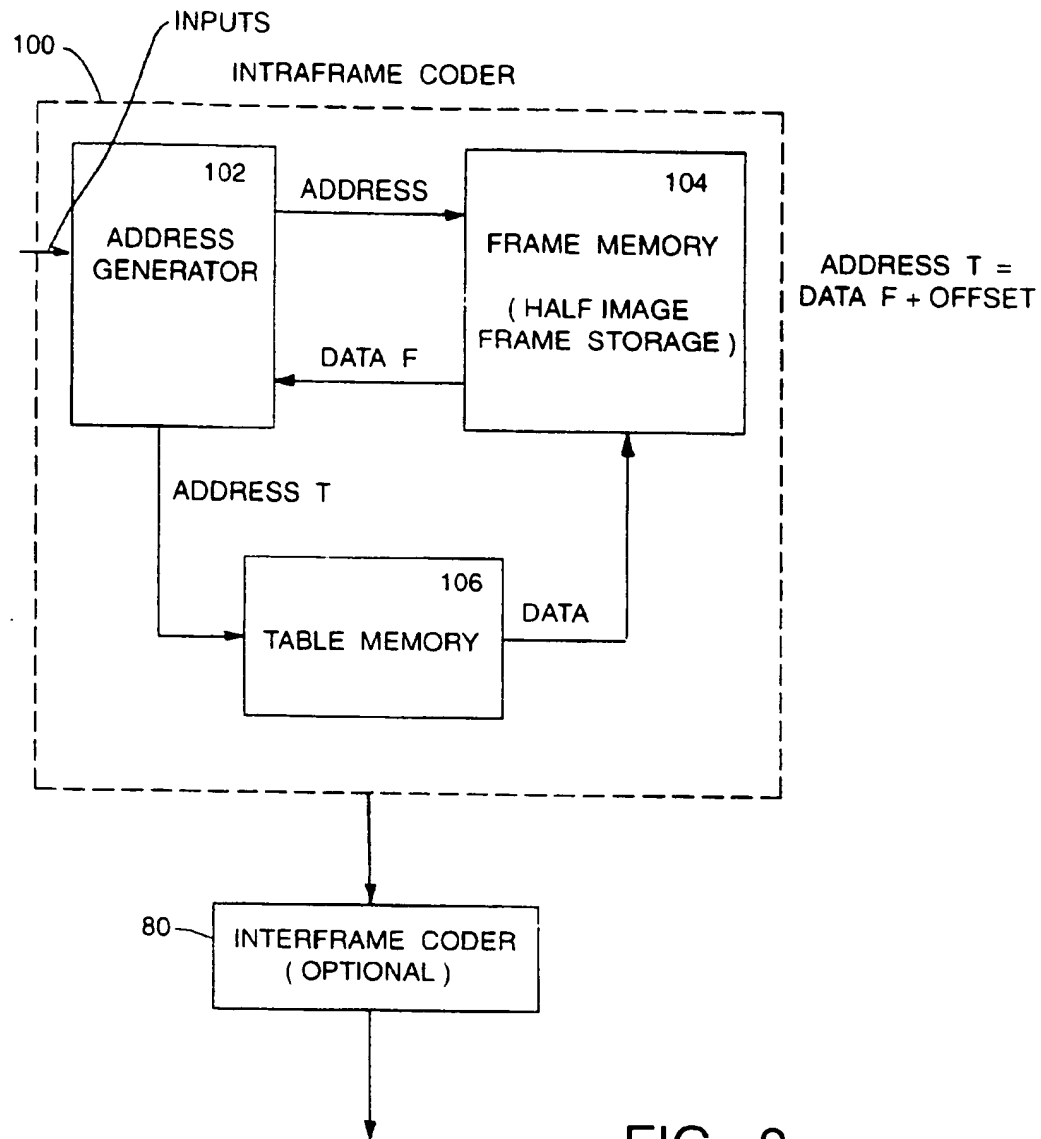 INPUTS
100
INTRAFRAME CODER
102
ADDRESS
GENERATOR
ADDRESS
104
FRAME MEMORY
( HALF IMAGE
FRAME STORAGE )
DATA F
ADDRESS T =
DATA F + OFFSET
ADDRESS T
106
TABLE MEMORY
DATA
80
INTERFRAME CODER
( OPTIONAL )
FIG.